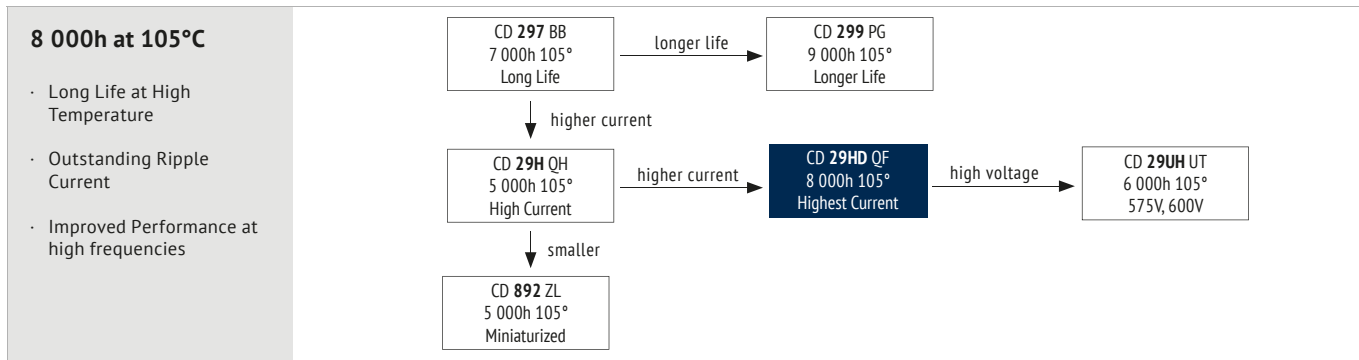 8 000h at 105°C
· Long Life at High
Temperature
· Outstanding Ripple
Current
· Improved Performance at
high frequencies
CD 297 BB
7 000h 105°
Long Life
longer life
CD 299 PG
9 000h 105°
Longer Life
higher current
CD 29H QH
5 000h 105°
High Current
higher current
CD 29HD QF
8 000h 105°
Highest Current
high voltage
CD 29UH UT
6 000h 105°
575V, 600V
smaller
CD 892 ZL
5 000h 105°
Miniaturized